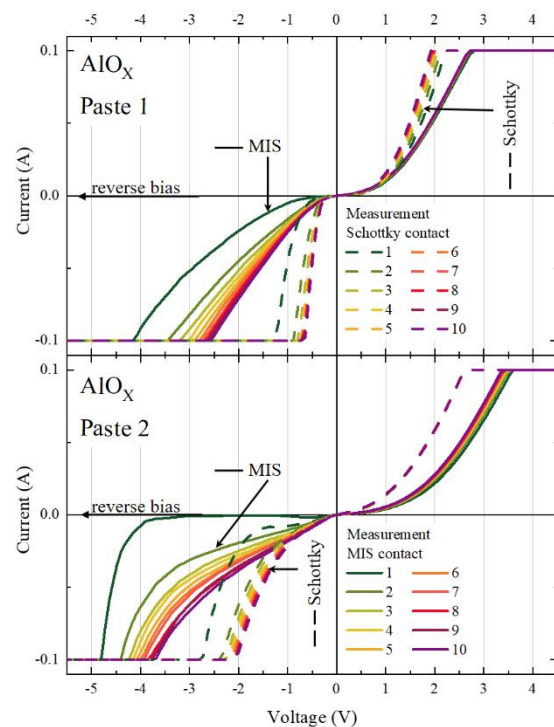 -5 -4 -3 -2 -1 0 1 2 3 4 5
0.1
AlOX
Paste 1
MIS
Schottky
reverse bias
0.0
Current (A)
Measurement
Schottky contact
1 6
2 7
3 8
4 9
5 10
-0.1
0.1
AlOX
Paste 2
MIS
reverse bias
0.0
Current (A)
Schottky
Measurement
MIS contact
1 6
2 7
3 8
4 9
5 10
-0.1
-5 -4 -3 -2 -1 0 1 2 3 4 5
Voltage (V)